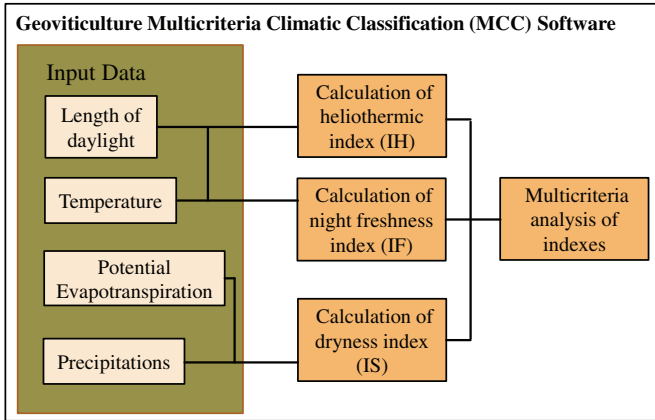 Geoviticulture Multicriteria Climatic Classification (MCC) Software
Input Data
Length of
daylight
Temperature
Potential
Evapotranspiration
Precipitations
Calculation of
heliothermic
index (IH)
Calculation of
night freshness
index (IF)
Calculation of
dryness index
(IS)
Multicriteria
analysis of
indexes